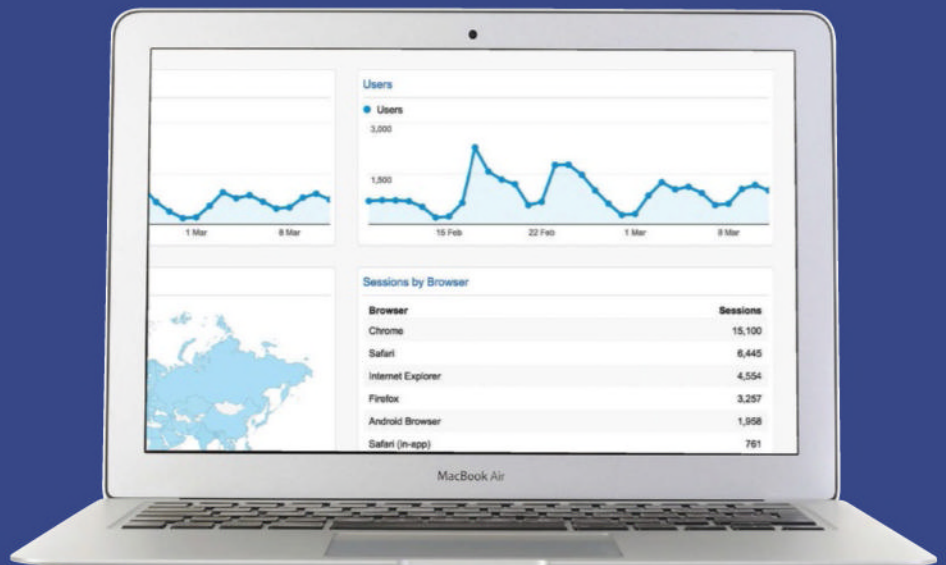 Users
Users
3,000
1,500
1 Mar
8 Mar
15 Feb
22 Feb
1 Mar
8 Mar
Sessions by Browser
Browser Sessions
Chrome 15,100
Safari 6,445
Internet Explorer 4,554
Firefox 3,257
Android Browser 1,958
Safari (in-app) 761
MacBook Air